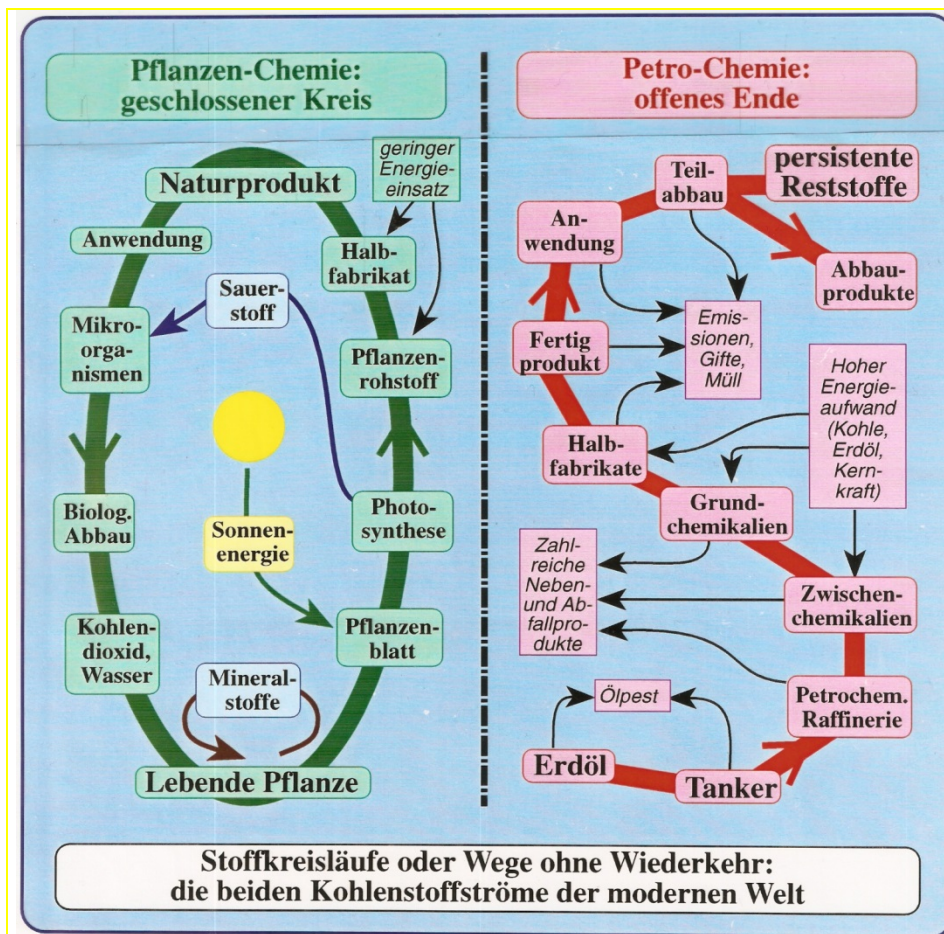 Pflanzen-Chemie:
geschlossener Kreis
Petro-Chemie:
offenes Ende
geringer
Energie-
einsatz
Naturprodukt
Anwendung
Halb-
fabrikat
Sauer-
stoff
Mikroo-
orga-
nismen
Pflanzen-
rohstoff
Biolog.
Abbau
Sonnen-
energie
Photo-
synthese
Kohlen-
dioxid,
Wasser
Pflanzen-
blatt
Mineral-
stoffe
Lebende Pflanze
Teil-
abbau
persistente
Reststoffe
An-
wendung
Abbau-
produkte
Emis-
sionen,
Gifte,
Müll
Fertig
produkt
Hoher
Energie-
aufwand
(Kohle,
Erdöl,
Kern-
kraft)
Halb-
fabrikate
Grund-
chemikalien
Zahl-
reiche
Neben-
und Ab-
fallpro-
dukte
Zwischen-
chemikalien
Ölpest
Petrochem.
Raffinerie
Erdöl
Tanker
Stoffkreisläufe oder Wege ohne Wiederkehr:
die beiden Kohlenstoffströme der modernen Welt